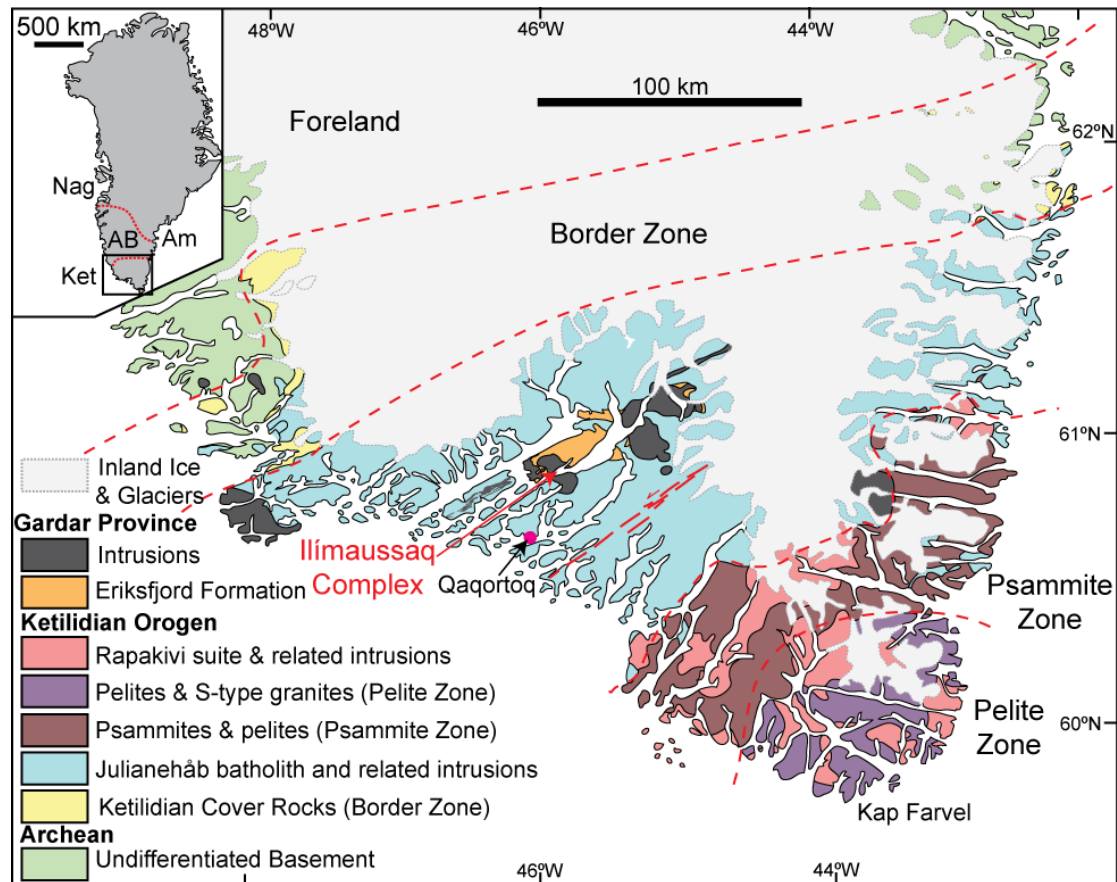 500 km
48ºW
46ºW
44ºW
100 km
Foreland
62ºN
Nag
AB
Am
Border Zone
Ket
61ºN
Inland Ice
& Glaciers
Gardar Province
Intrusions
Eriksfjord Formation
Ketilidian Orogen
Rapakivi suite & related intrusions
Pelites & S-type granites (Pelite Zone)
Psammites & pelites (Psammite Zone)
Julianehåb batholith and related intrusions
Ketilidian Cover Rocks (Border Zone)
Archean
Undifferentiated Basement
Ilímaussaq
Complex
Qaqortoq
Psammite
Zone
Pelite
Zone
60ºN
Kap Farvel
46ºW
44ºW